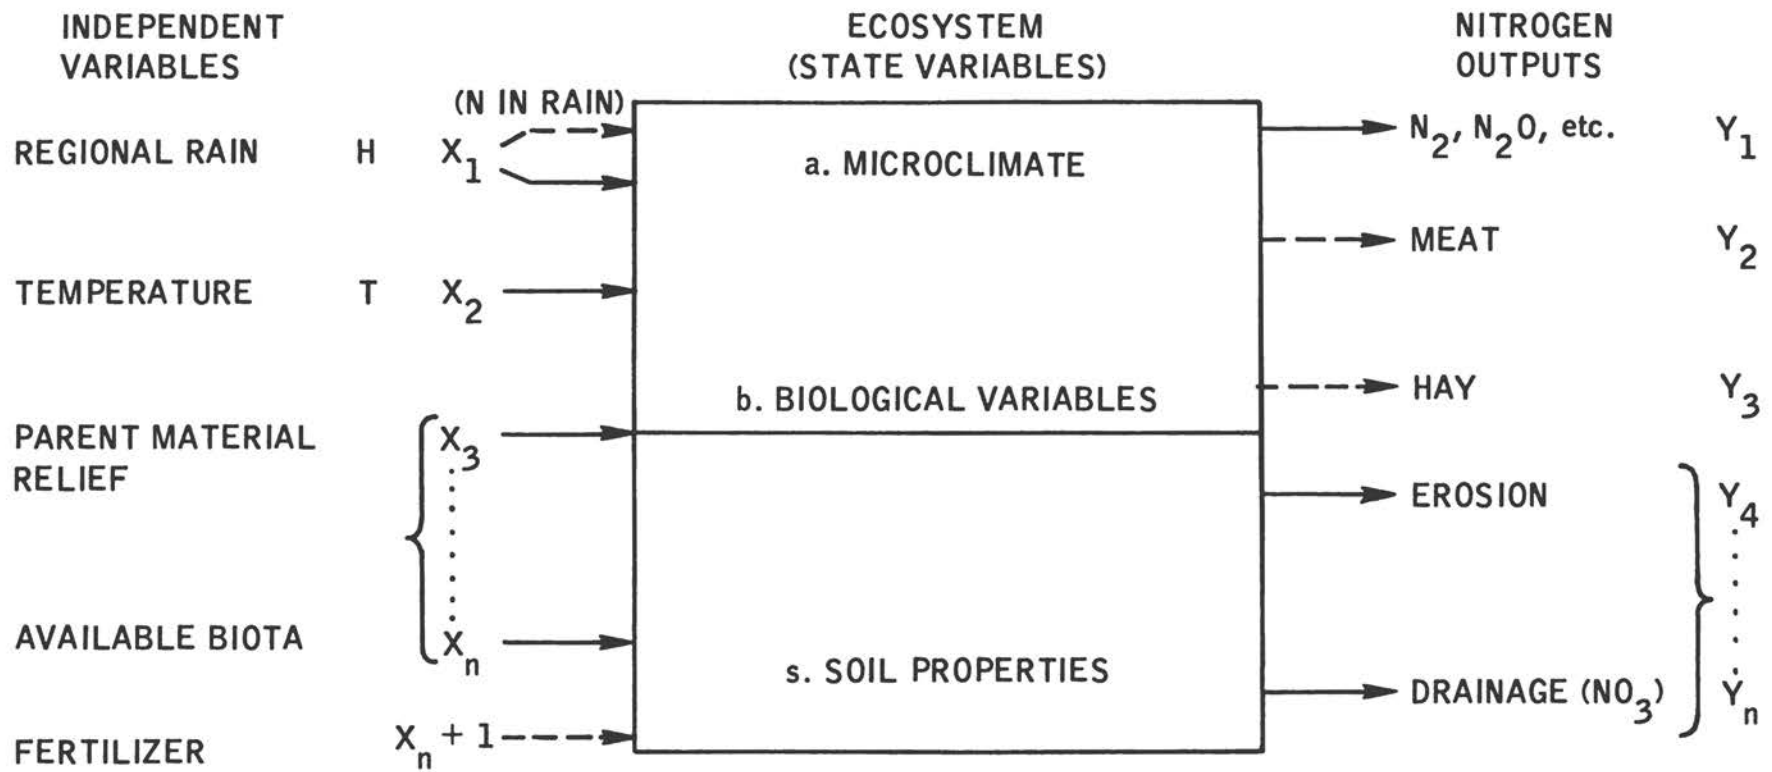 INDEPENDENT VARIABLES
ECOSYSTEM (STATE VARIABLES)
NITROGEN OUTPUTS
(N IN RAIN)
REGIONAL RAIN H X1
TEMPERATURE T X2
PARENT MATERIAL RELIEF X3
AVAILABLE BIOTA Xn
FERTILIZER Xn + 1
a. MICROCLIMATE
b. BIOLOGICAL VARIABLES
s. SOIL PROPERTIES
N2, N2O, etc. Y1
MEAT Y2
HAY Y3
EROSION Y4
DRAINAGE (NO3) Yn